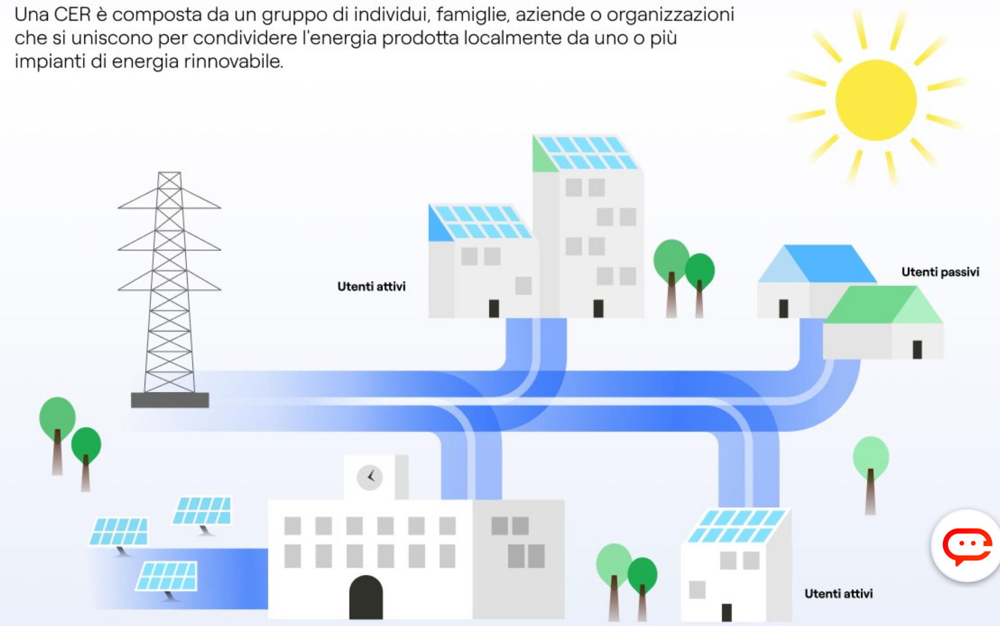 Una CER è composta da un gruppo di individui, famiglie, aziende o organizzazioni
che si uniscono per condividere l'energia prodotta localmente da uno o più
impianti di energia rinnovabile.
Utenti passivi
Utenti attivi
Utenti attivi